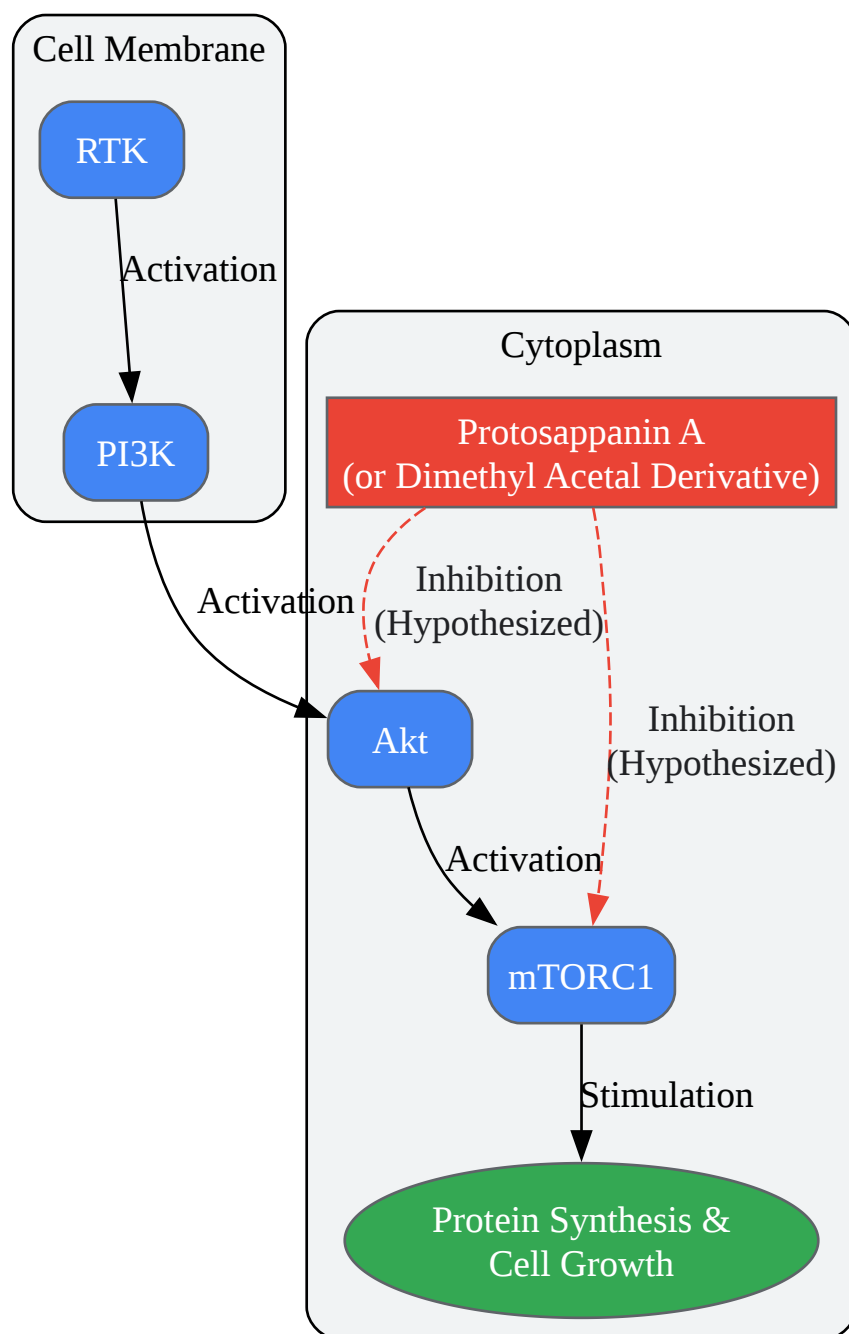 Cell Membrane
RTK
Activation
PI3K
Activation
Cytoplasm
Protosappanin A
(or Dimethyl Acetal Derivative)
Inhibition
(Hypothesized)
Inhibition
(Hypothesized)
Akt
Activation
mTORC1
Stimulation
Protein Synthesis &
Cell Growth